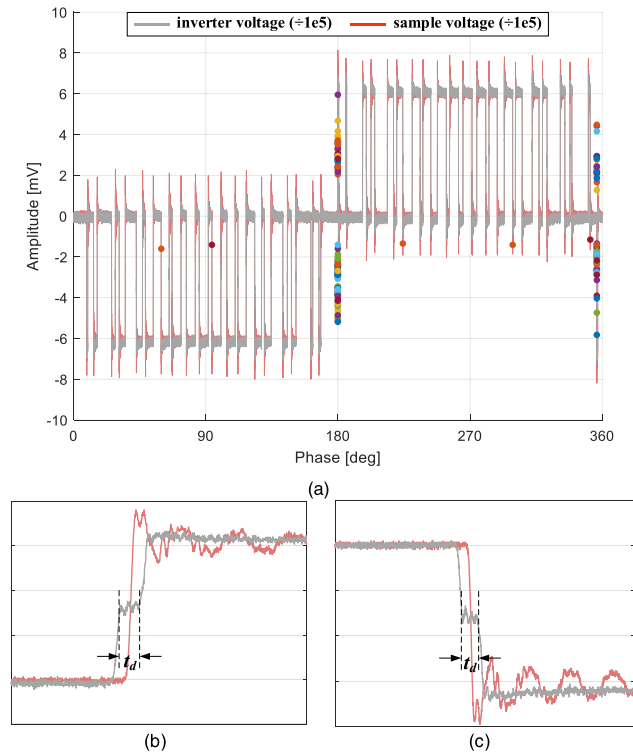 inverter voltage (÷1e5) sample voltage (÷1e5)
10
8
6
4
2
0
-2
-4
-6
-8
-10
Amplitude [mV]
0 90 180 270 360
Phase [deg]
(a)
t_d
t_d
(b) (c)